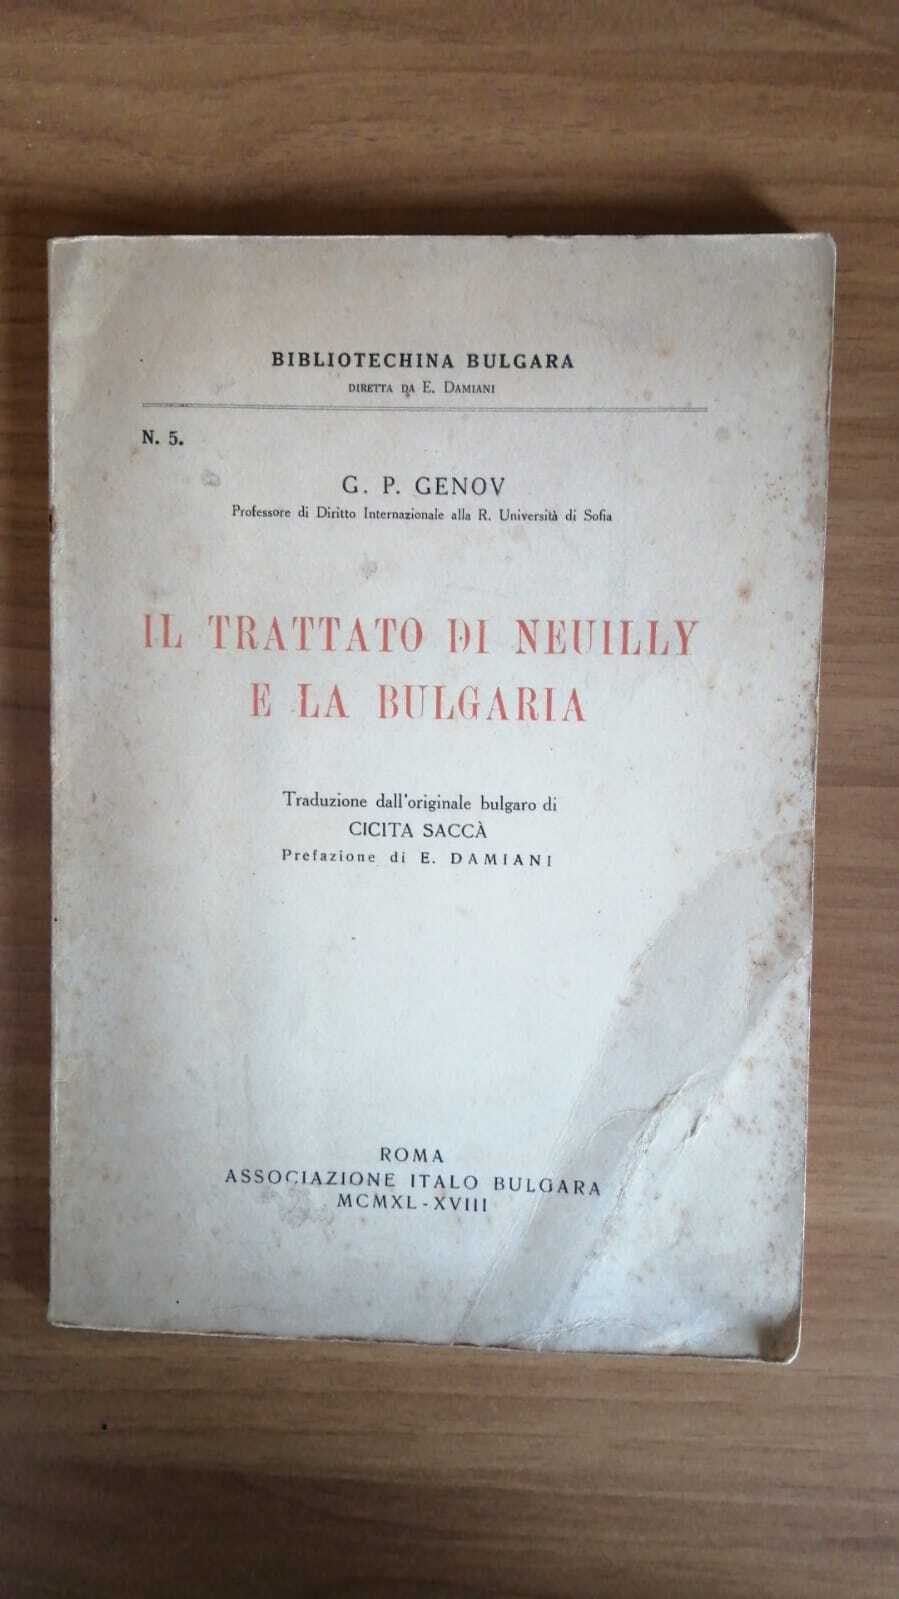 BIBLIOTECHINA BULGARA
DIRETTA DA E. DAMIANI
N. 5.
G. P. GENOV
Professore di Diritto Internazionale alla R. Università di Sofia
IL TRATTATO DI NEUILLY
E LA BULGARIA
Traduzione dall'originale bulgaro di
CICITA SACCÀ
Prefazione di E. DAMIANI
ROMA
ASSOCIAZIONE ITALO BULGARA
MCMXL - XVIII